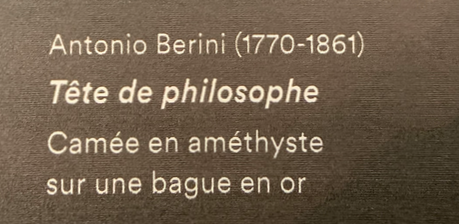 Antonio Berini (1770-1861)
Tête de philosophe
Camée en améthyste
sur une bague en or